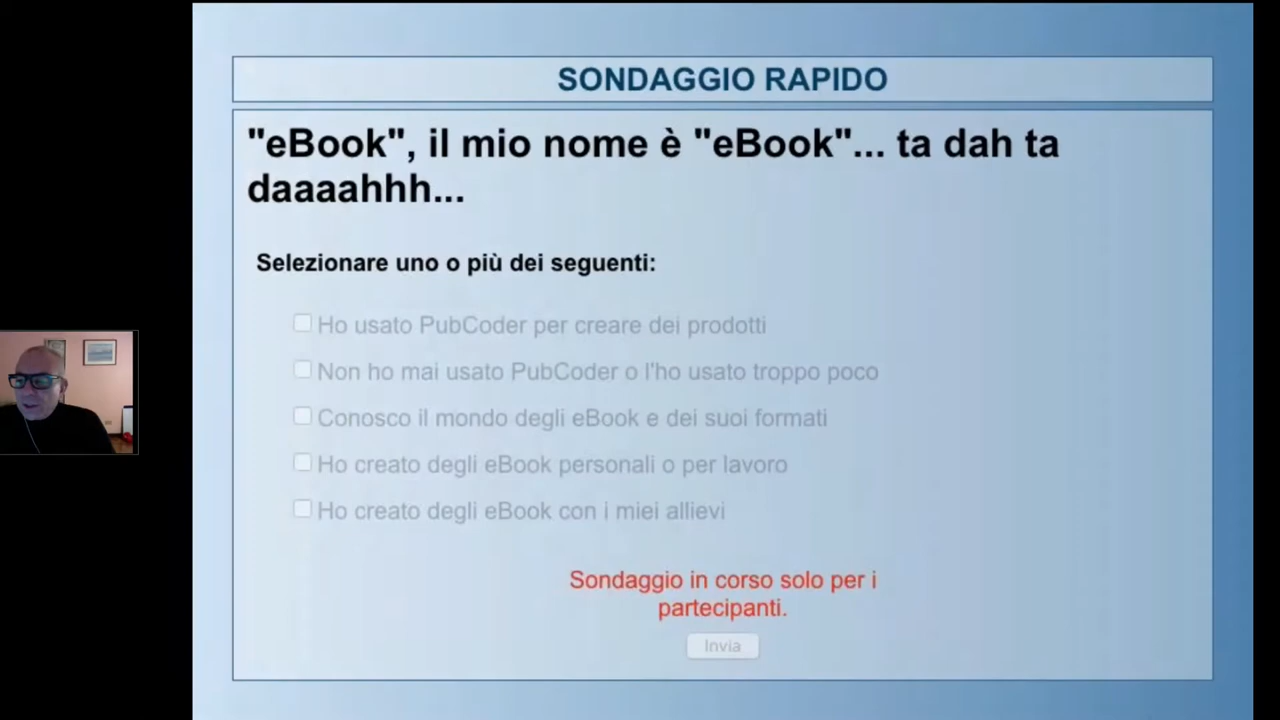 SONDAGGIO RAPIDO
"eBook", il mio nome è "eBook"... ta dah ta
daaaahhh...
Selezionare uno o più dei seguenti:
Ho usato PubCoder per creare dei prodotti
Non ho mai usato PubCoder o l'ho usato troppo poco
Conosco il mondo degli eBook e dei suoi formati
Ho creato degli eBook personali o per lavoro
Ho creato degli eBook con i miei allievi
Sondaggio in corso solo per i
partecipanti.
Invia